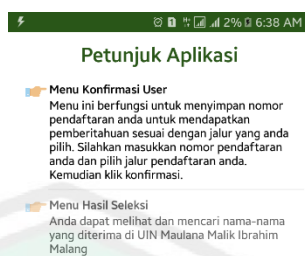 2% 6:38 AM
Petunjuk Aplikasi
Menu Konfirmasi User
Menu ini berfungsi untuk menyimpan nomor
pendaftaran anda untuk mendapatkan
pemberitahuan sesuai dengan jalur yang anda
pilih. Silahkan masukkan nomor pendaftaran
anda dan pilih jalur pendaftaran anda.
Kemudian klik konfirmasi.
Menu Hasil Seleksi
Anda dapat melihat dan mencari nama-nama
yang diterima di UIN Maulana Malik Ibrahim
Malang